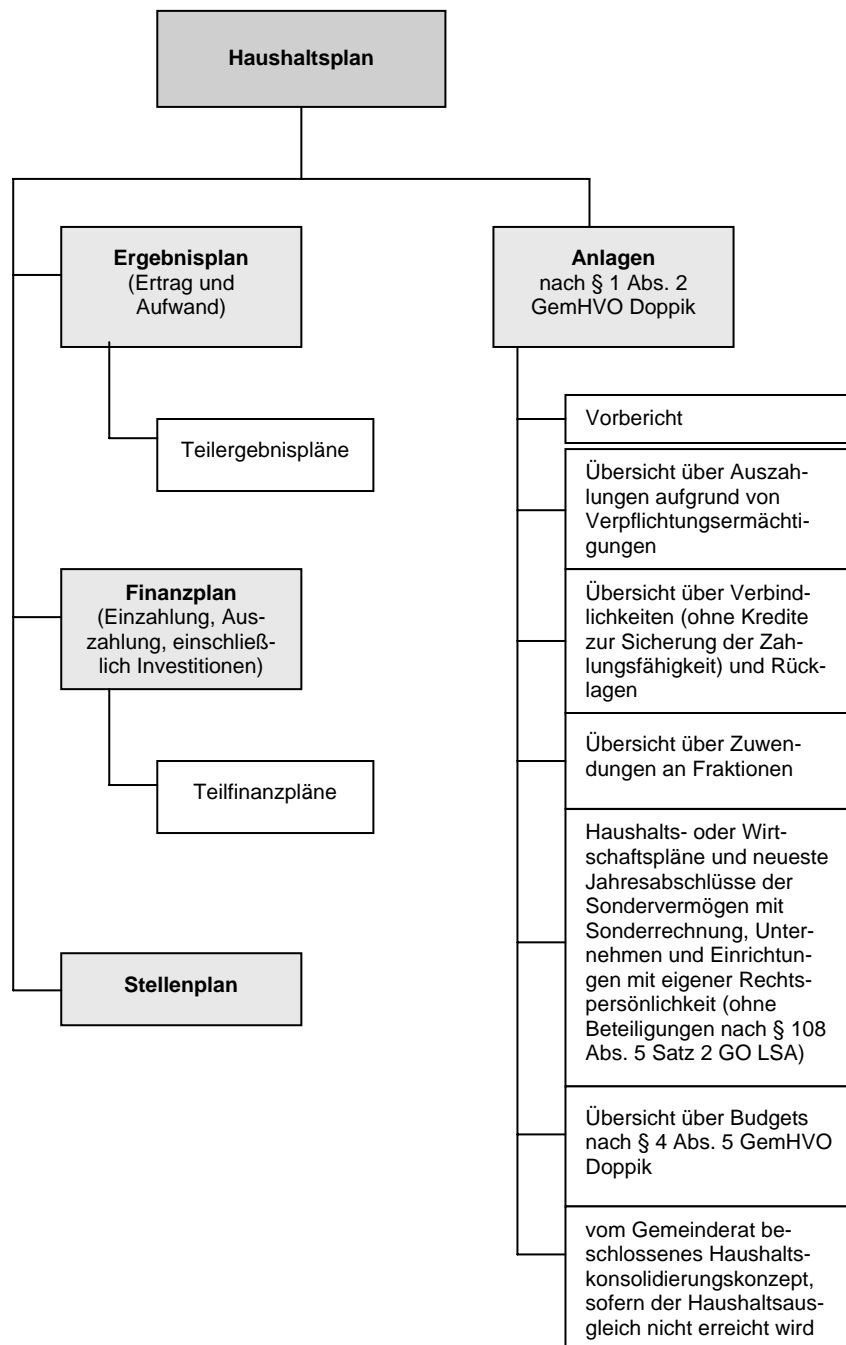 Haushaltsplan
Ergebnisplan
(Ertrag und
Aufwand)
Teilergebnispläne
Finanzplan
(Einzahlung, Aus-
zahlung, einschließ-
lich Investitionen)
Teilfinanzpläne
Stellenplan
Anlagen
nach § 1 Abs. 2
GemHVO Doppik
Vorbericht
Übersicht über Auszah-
lungen aufgrund von
Verpflichtungsermächti-
gungen
Übersicht über Verbind-
lichkeiten (ohne Kredite
zur Sicherung der Zah-
lungsfähigkeit) und Rück-
lagen
Übersicht über Zuwen-
dungen an Fraktionen
Haushalts- oder Wirt-
schaftspläne und neueste
Jahresabschlüsse der
Sondervermögen mit
Sonderrechnung, Unter-
nehmen und Einrichtun-
gen mit eigener Rechts-
persönlichkeit (ohne
Beteiligungen nach § 108
Abs. 5 Satz 2 GO LSA)
Übersicht über Budgets
nach § 4 Abs. 5 GemHVO
Doppik
vom Gemeinderat be-
schlossenes Haushalts-
konsolidierungskonzept,
sofern der Haushaltsaus-
gleich nicht erreicht wird